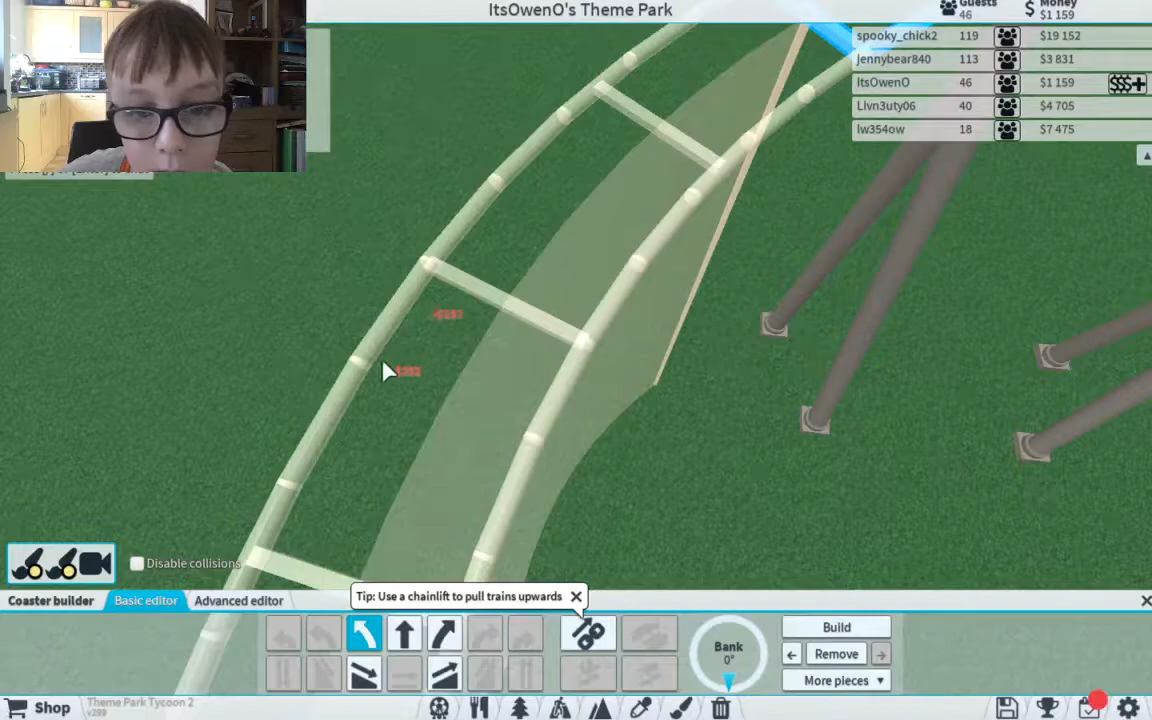 ItsOwenO's Theme Park
Guests
46
Money
$1 159
spooky_chick2 119 $19 152
Jennybear840 113 $3 831
ItsOwenO 46 $1 159 $$$+
Livn3uty06 40 $4 705
lw354ow 18 $7 475
Disable collisions
Tip: Use a chainlift to pull trains upwards
Coaster builder
Basic editor
Advanced editor
Bank
0°
Build
Remove
More pieces
Shop
Theme Park Tycoon 2
v299